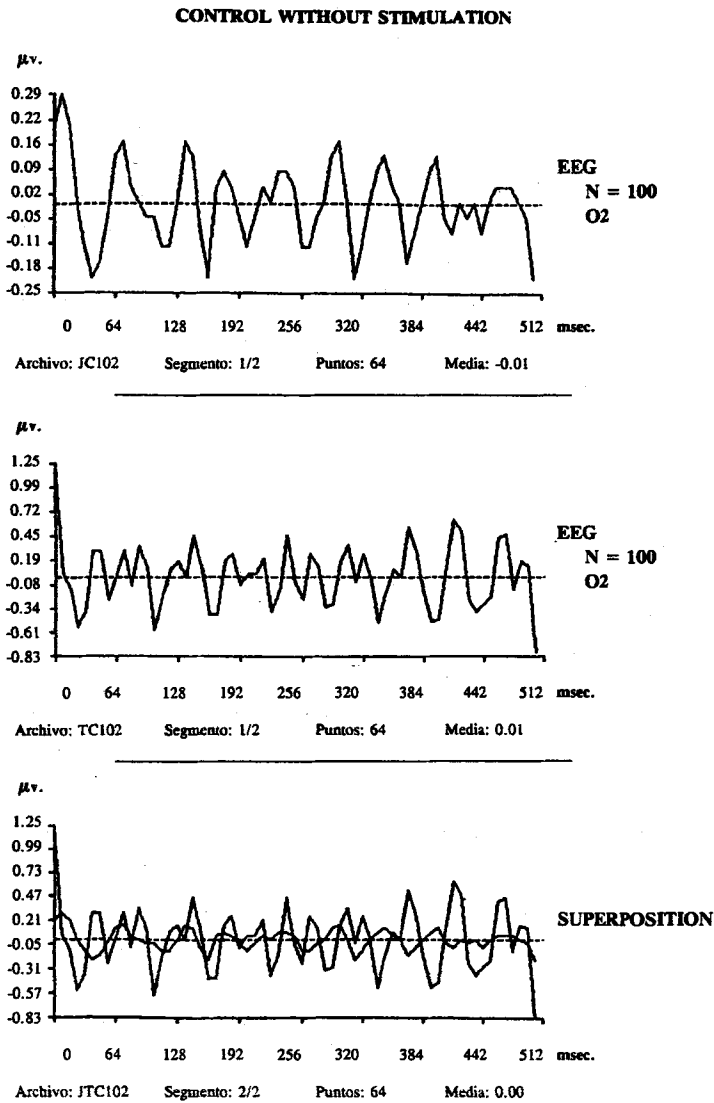 CONTROL WITHOUT STIMULATION
μv.
0.29
0.22
0.16
0.09
0.02
-0.05
-0.11
-0.18
-0.25
EEG
N = 100
O2
0 64 128 192 256 320 384 442 512 msec.
Archivo: JC102 Segmento: 1/2 Puntos: 64 Media: -0.01
μv.
1.25
0.99
0.72
0.45
0.19
-0.08
-0.34
-0.61
-0.83
EEG
N = 100
O2
0 64 128 192 256 320 384 442 512 msec.
Archivo: TC102 Segmento: 1/2 Puntos: 64 Media: 0.01
μv.
1.25
0.99
0.73
0.47
0.21
-0.05
-0.31
-0.57
-0.83
SUPERPOSITION
0 64 128 192 256 320 384 442 512 msec.
Archivo: JTC102 Segmento: 2/2 Puntos: 64 Media: 0.00